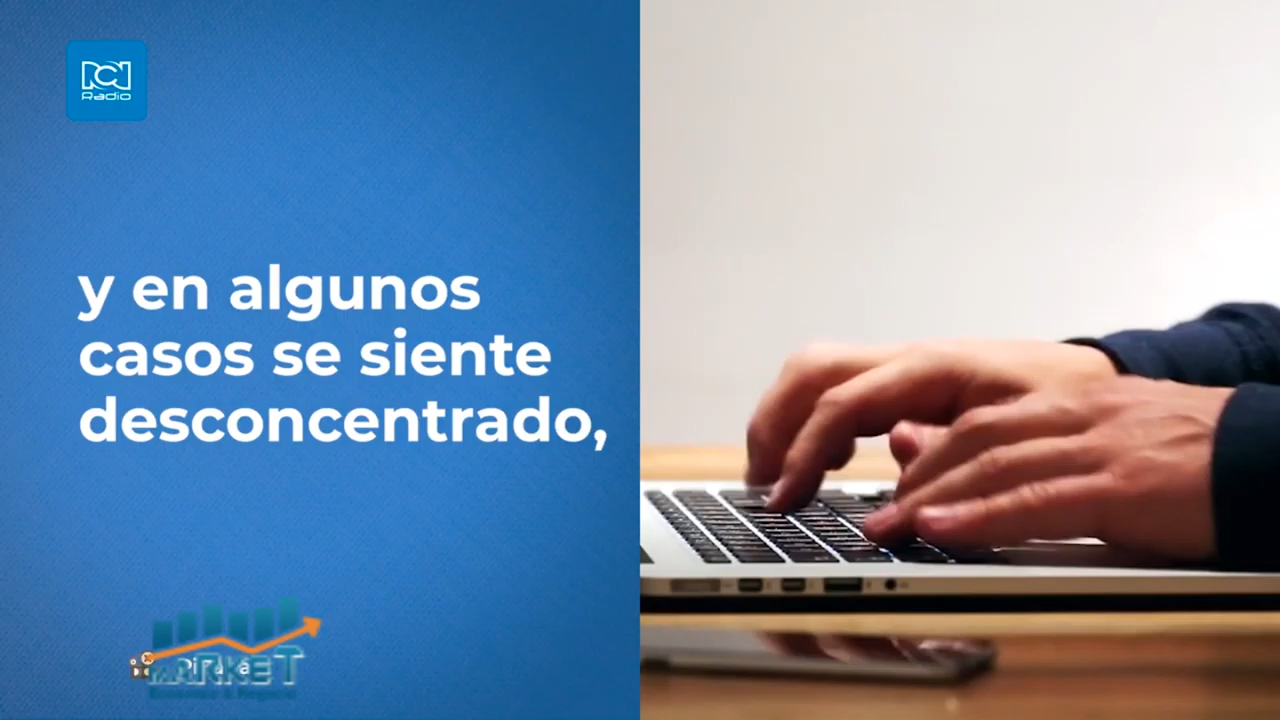 RCN
Radio
y en algunos
casos se siente
desconcentrado,
MARKET